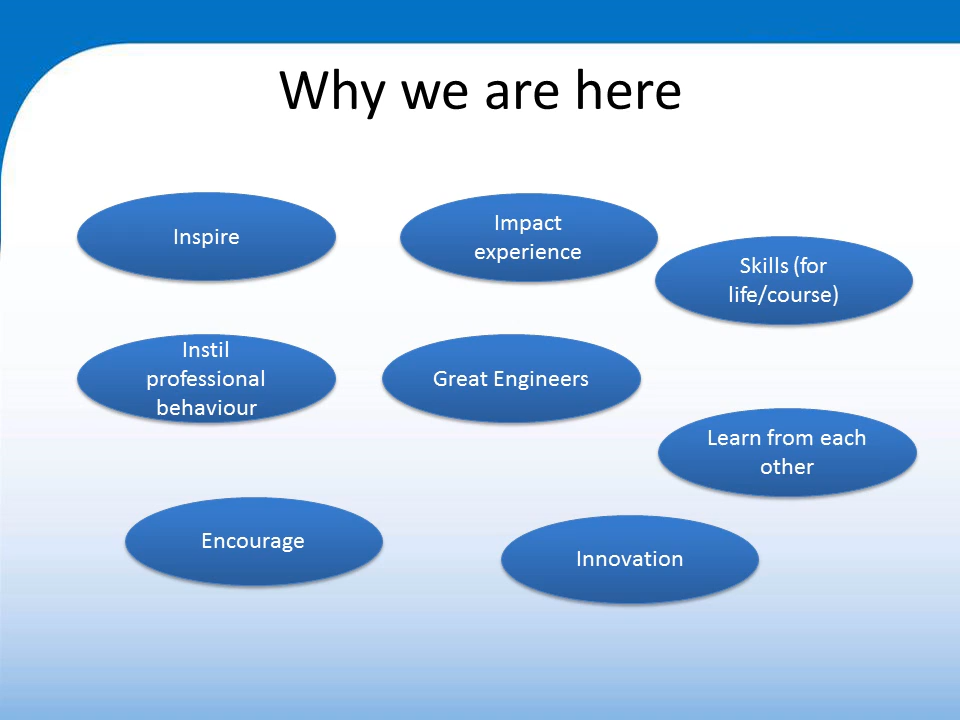 Why we are here
Inspire
Impact
experience
Skills (for
life/course)
Instil
professional
behaviour
Great Engineers
Learn from each
other
Encourage
Innovation